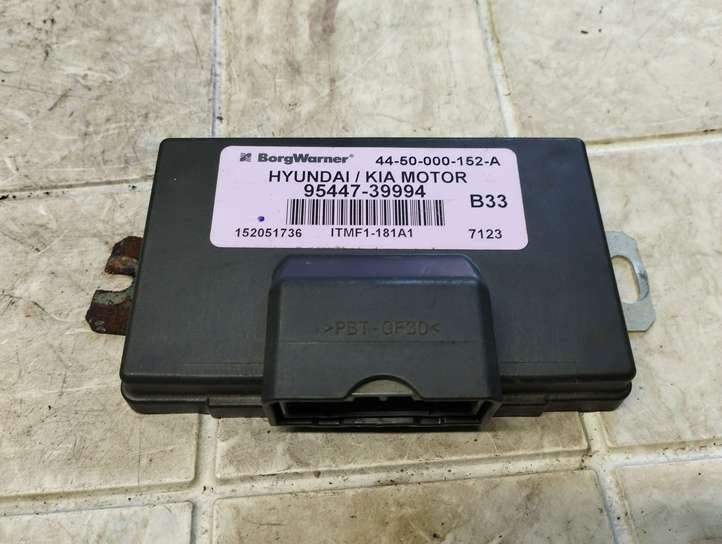 BorgWarner® 44-50-000-152-A
HYUNDAI / KIA MOTOR
95447-39994
B33
152051736 ITMF1-181A1 7123
>PBT-GF30<